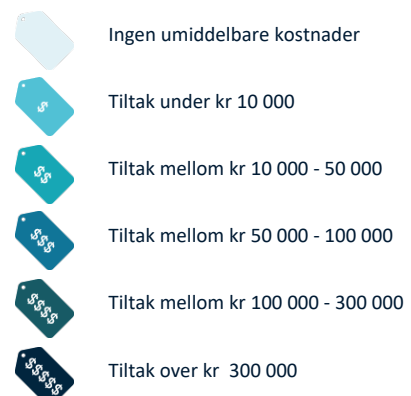 Ingen umiddelbare kostnader
$ Tiltak under kr 10 000
$$ Tiltak mellom kr 10 000 - 50 000
$$$ Tiltak mellom kr 50 000 - 100 000
$$$$ Tiltak mellom kr 100 000 - 300 000
$$$$$ Tiltak over kr 300 000